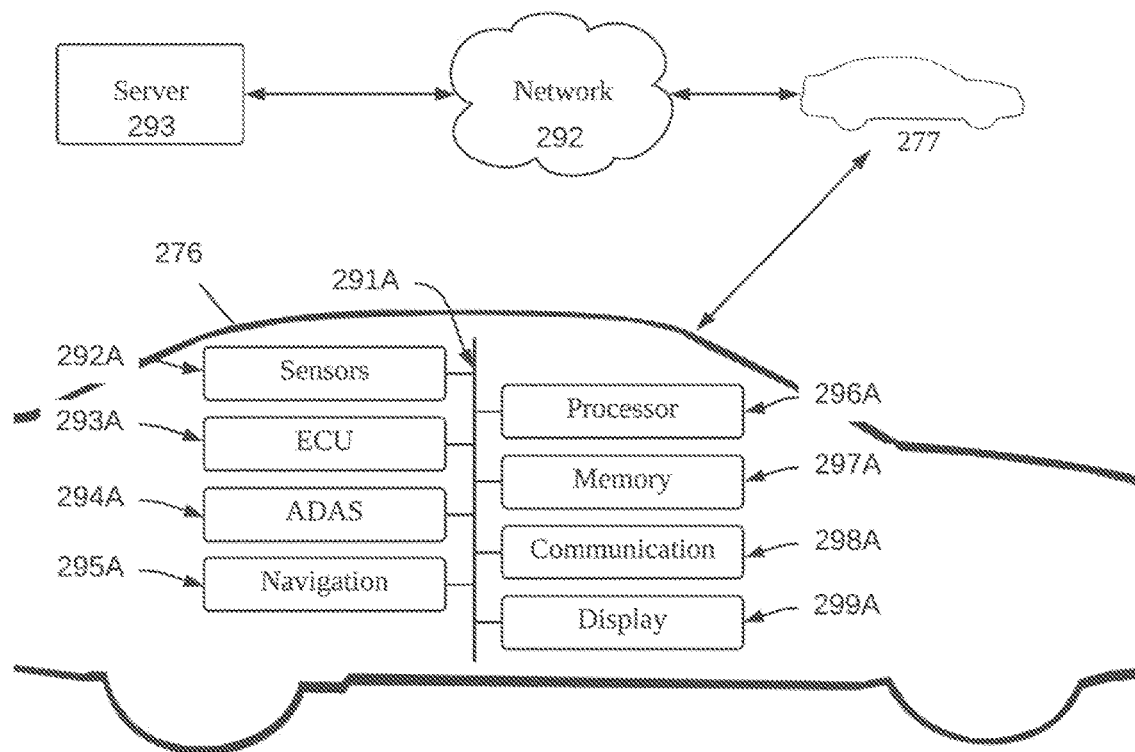 Server
293
Network
292
277
276
291A
292A
Sensors
293A
ECU
294A
ADAS
295A
Navigation
Processor
296A
Memory
297A
Communication
298A
Display
299A